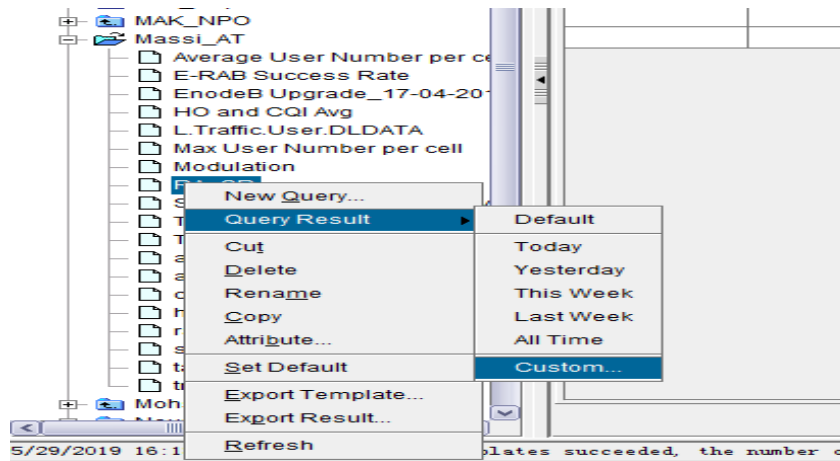 MAK_NPO
Massi_AT
Average User Number per ce
E-RAB Success Rate
EnodeB Upgrade_17-04-201
HO and CQI Avg
L.Traffic.User.DLDATA
Max User Number per cell
Modulation
New Query...
Query Result
Default
Cut
Today
Delete
Yesterday
Rename
This Week
Copy
Last Week
Attribute...
All Time
Set Default
Custom...
Export Template...
Moh
Export Result...
Refresh
5/29/2019 16:1 plates succeeded, the number o